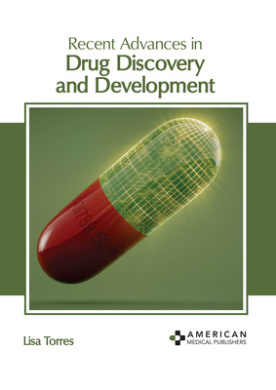 Recent Advances in
Drug Discovery
and Development
Lisa Torres
AMERICAN
MEDICAL PUBLISHERS